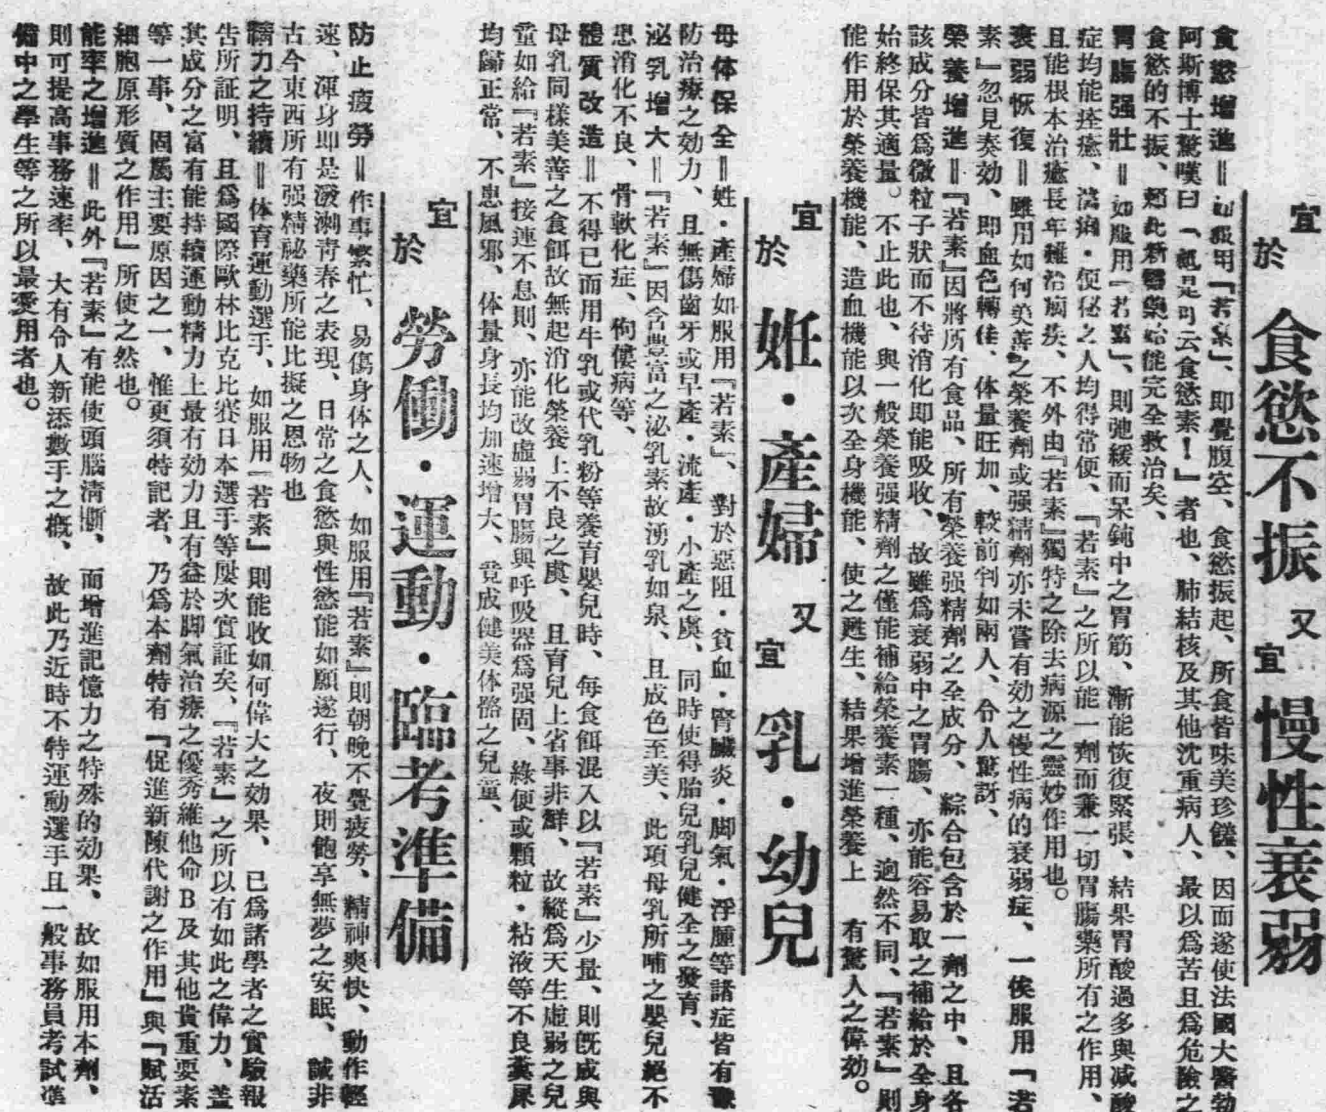 宜於 食慾不振 又宜 慢性衰弱
食慾增進‖如服用『若素』、即覺腹空、食慾振起、所食皆味美珍饈、因而遂使法國大醫勃
阿斯博士驚嘆曰「親是可云食慾素！」者也、肺結核及其他沈重病人、最以爲苦且爲危險之
食慾的不振、賴此新醫藥始能完全救治矣、
胃腸强壯‖如服用『若素』、則弛緩而呆鈍中之胃筋、漸能恢復緊張、結果胃酸過多與减酸
症均能痊癒、瀉痢・便秘之人均得常便、『若素』之所以能一劑而兼一切胃腸藥所有之作用、
且能根本治癒長年難治痼疾、不外由『若素』獨特之除去病源之靈妙作用也。
衰弱恢復‖雖用如何美善之榮養劑或强精劑亦未嘗有効之慢性病的衰弱症、一俟服用『若
素』忽見奏効、即血色轉佳、体量旺加、較前判如兩人、令人驚訝、
榮養增進‖『若素』因將所有食品、所有榮養强精劑之全成分、綜合包含於一劑之中、且各
該成分皆爲微粒子狀而不待消化即能吸收、故雖爲衰弱中之胃腸、亦能容易取之補給於全身
始終保其適量。不止此也、與一般榮養强精劑之僅能補給榮養素一種、逈然不同、『若素』則
能作用於榮養機能、造血機能以次全身機能、使之甦生、結果增進榮養上 有驚人之偉効。
宜於 姙・產婦 又宜 乳・幼兒
母体保全‖姙・產婦如服用『若素』、對於惡阻・貧血・腎臟炎・脚氣・浮腫等諸症皆有豫
防治療之効力、且無傷齒牙或早產・流產・小產之虞、同時使得胎兒乳兒健全之發育、
泌乳增大‖『若素』因含豐富之泌乳素故湧乳如泉、且成色至美、此項母乳所哺之嬰兒絕不
患消化不良、骨軟化症、佝僂病等、
體質改造‖不得已而用牛乳或代乳粉等養育嬰兒時、每食餌混入以『若素』少量、則旣成與
母乳同樣美善之食餌故無起消化榮養上不良之虞、且育兒上省事非鮮、故縱爲天生虛弱之兒
童如給『若素』接連不息則、亦能改虛弱胃腸與呼吸器爲强固、綠便或顆粒・粘液等不良糞屎
均歸正常、不患風邪、体量身長均加速增大、竟成健美体骼之兒童、
宜於 勞働・運動・臨考準備
防止疲勞‖作事繁忙、易傷身体之人、如服用『若素』則朝晚不覺疲勞、精神爽快、動作輕
速、渾身即是潑溂靑春之表現、日常之食慾與性慾能如願遂行、夜則飽享無夢之安眠、誠非
古今東西所有强精祕藥所能比擬之恩物也
精力之持續‖体育運動選手、如服用『若素』則能收如何偉大之効果、已爲諸學者之實驗報
告所証明、且爲國際歐林比克比賽日本選手等屢次實証矣、『若素』之所以有如此之偉力、蓋
其成分之富有能持續運動精力上最有効力且有益於脚氣治療之優秀維他命B及其他貴重要素
等一事、固屬主要原因之一、惟更須特記者、乃爲本劑特有『促進新陳代謝之作用』與『賦活
細胞原形質之作用』所使之然也。
能率之增進‖此外『若素』有能使頭腦淸晰、而增進記憶力之特殊的効果、故如服用本劑、
則可提高事務速率、大有令人新添數手之概、故此乃近時不特運動選手且一般事務員考試準
備中之學生等之所以最愛用者也。